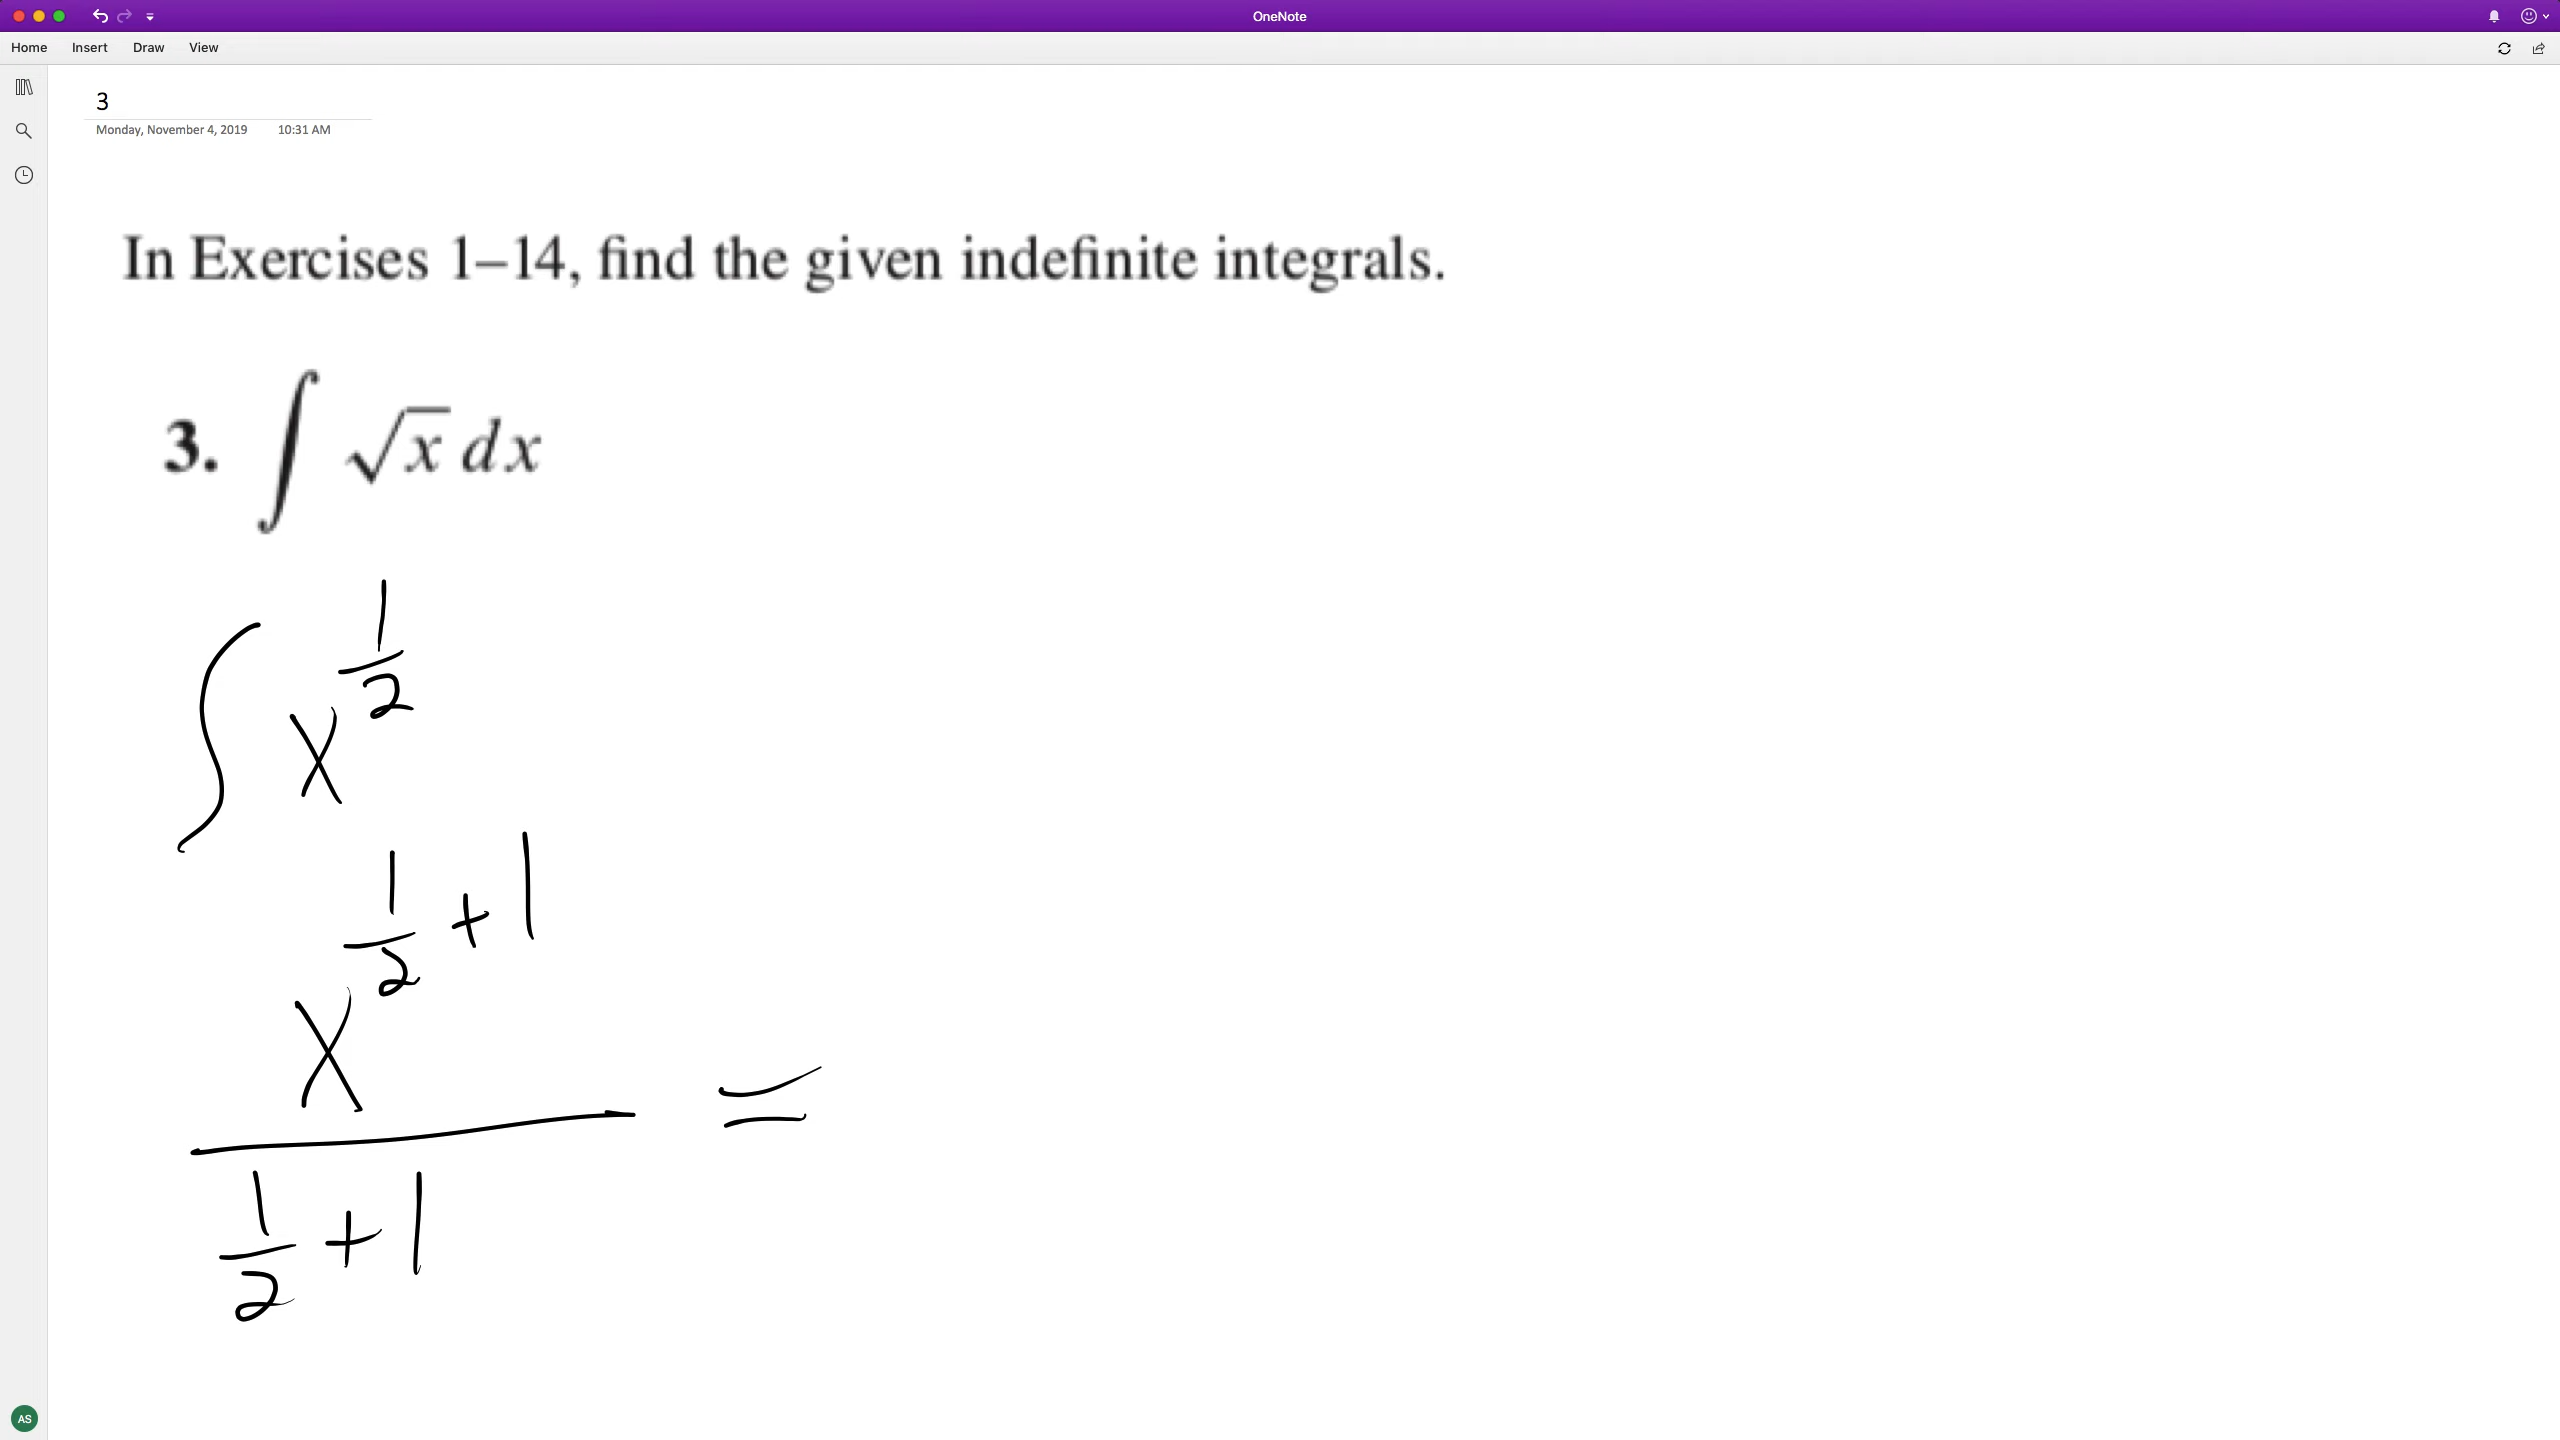 OneNote
Home Insert Draw View
3
Monday, November 4, 2019 10:31 AM
In Exercises 1–14, find the given indefinite integrals.
3. ∫ √x dx
∫ x^(1/2)
x^(1/2 + 1) / (1/2 + 1) =
AS